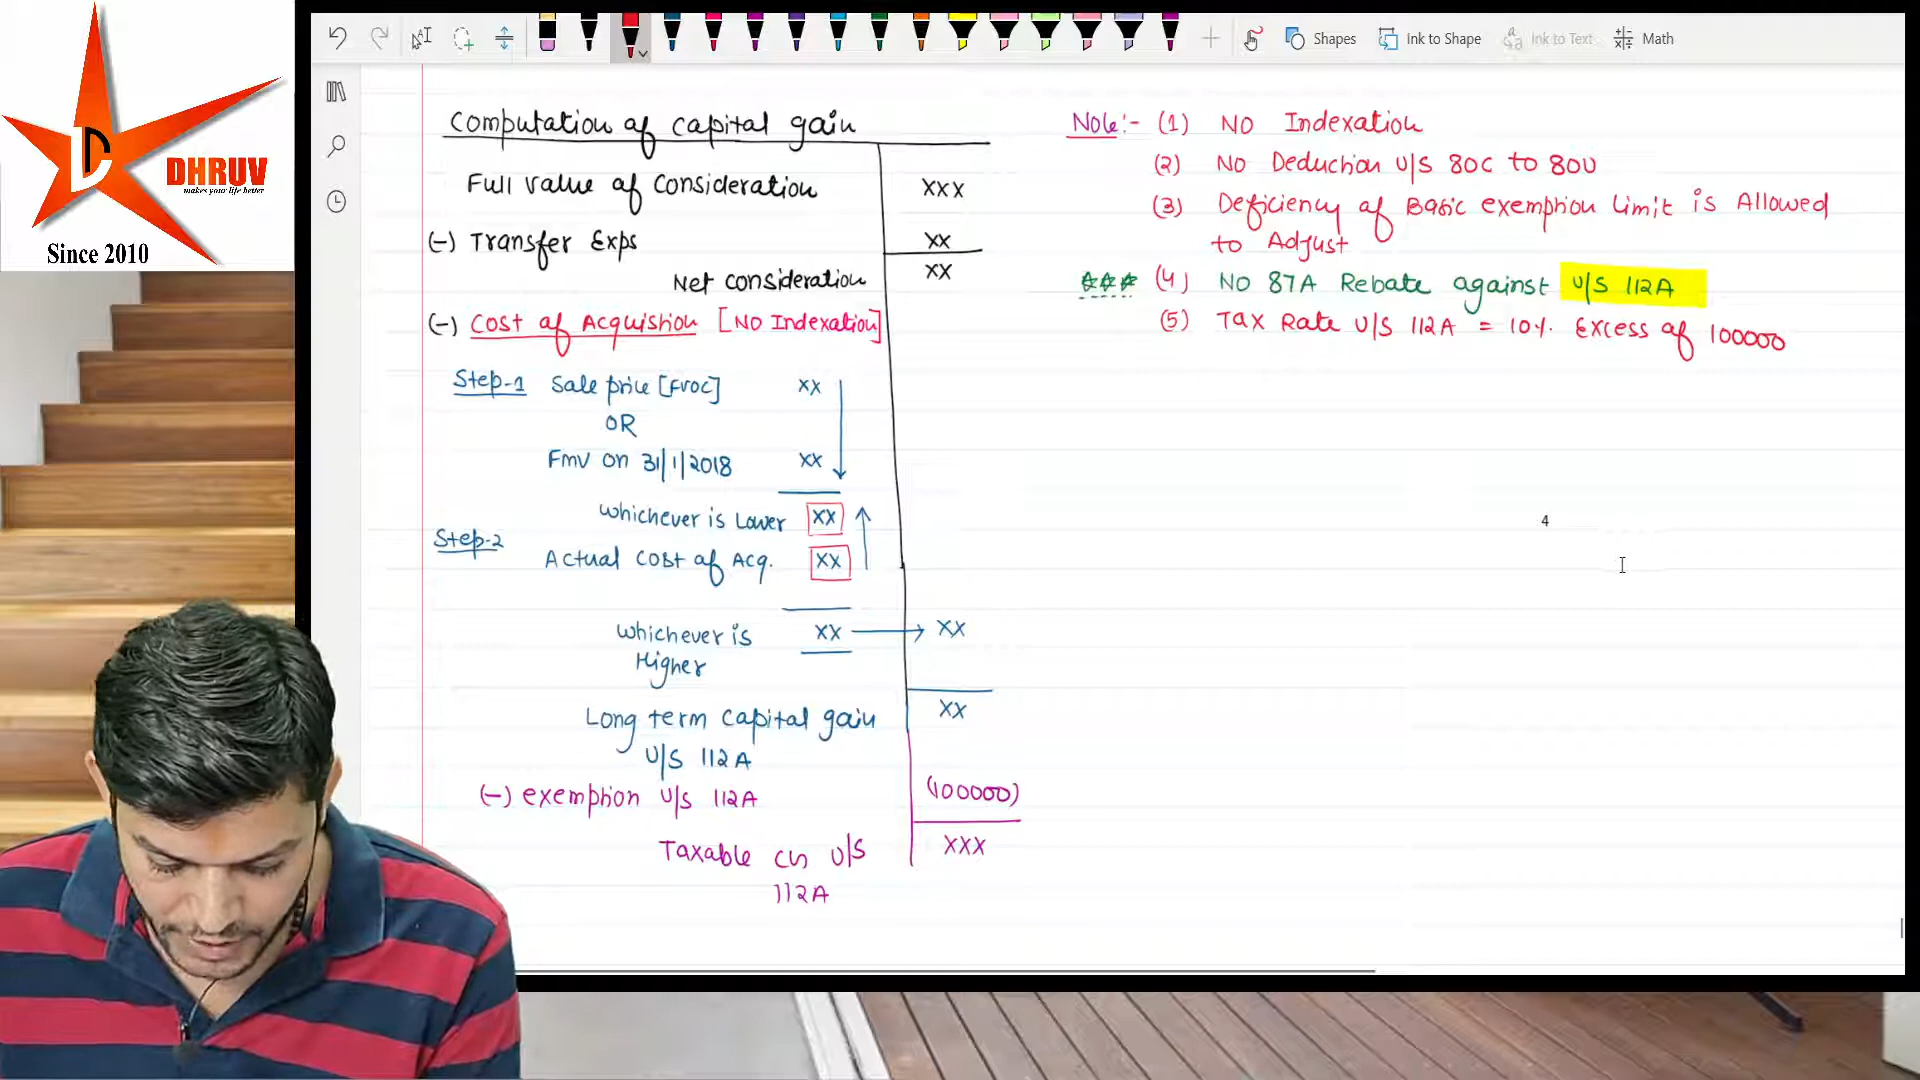 Ink to Shape
Shapes
Ink to Text
Math
DC
DHRUV
makes your life better
Since 2010
Computation of capital gain
Full value of Consideration XXX
(-) Transfer Exps XX
Net consideration XX
(-) Cost of Acquistion [No Indexation]
Step-1 Sale price [FVOC] XX
OR
Fmv on 31/1/2018 XX
whichever is Lower XX
Step-2
Actual Cost of Acq. XX
whichever is XX XX
Higher
Long term capital gain XX
U/S 112A
(-) exemption U/S 112A (100000)
Taxable CG U/S XXX
112A
Note:- (1) NO Indexation
(2) NO Deduction U/S 80C to 80U
(3) Deficiency of Basic exemption Limit is Allowed
to Adjust
*** (4) NO 87A Rebate against U/S 112A
(5) Tax Rate U/S 112A = 10%. Excess of 100000
4